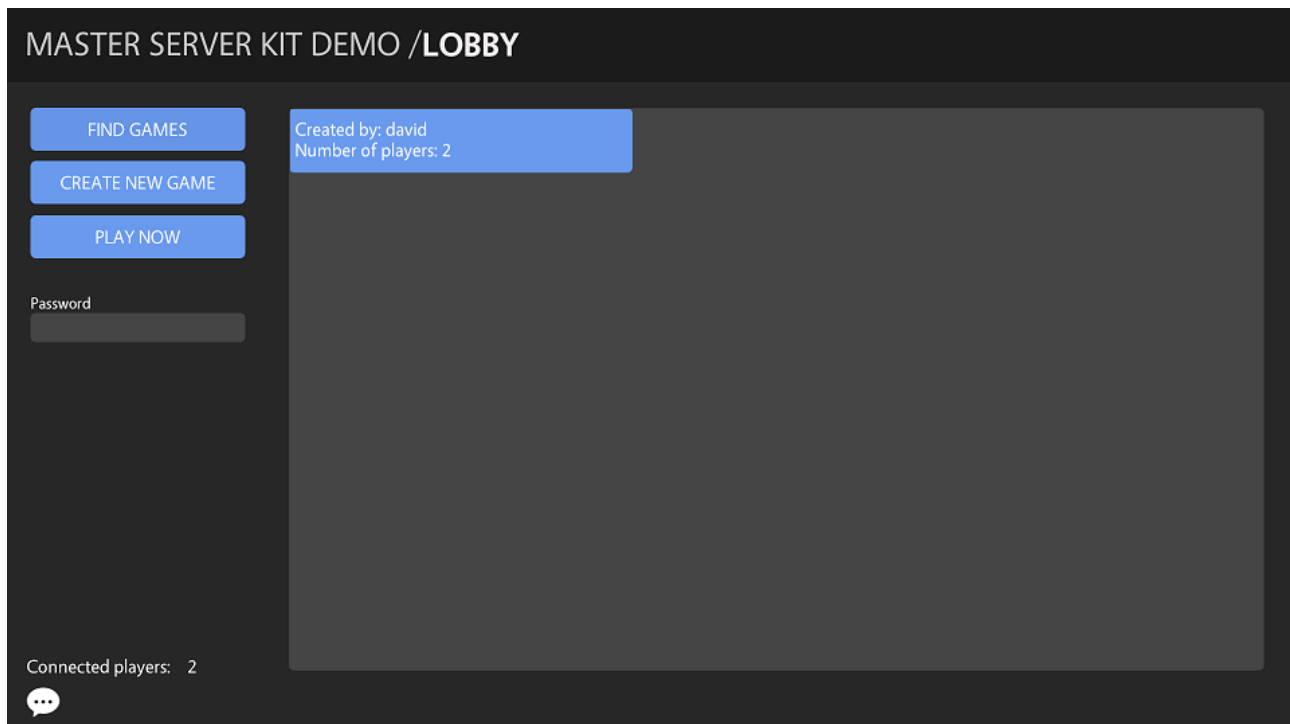 MASTER SERVER KIT DEMO /LOBBY
FIND GAMES
CREATE NEW GAME
PLAY NOW
Password
Created by: david
Number of players: 2
Connected players: 2